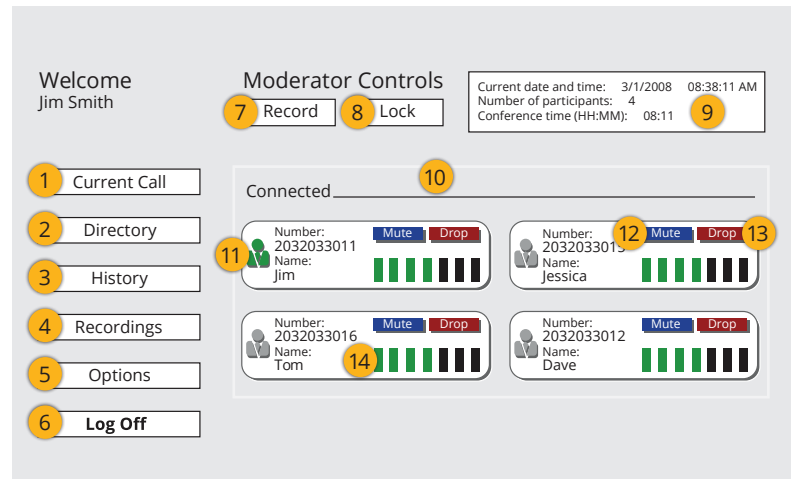 Welcome
Jim Smith
Moderator Controls
7 Record
8 Lock
Current date and time: 3/1/2008 08:38:11 AM
Number of participants: 4
Conference time (HH:MM): 08:11
9
1 Current Call
2 Directory
3 History
4 Recordings
5 Options
6 Log Off
10
Connected
11
Number: Mute Drop
2032033011
Name:
Jim
Number: 12 Mute Drop 13
Name:
Jessica
Number: Mute Drop
2032033016
Name:
Tom
14
Number: Mute Drop
2032033012
Name:
Dave